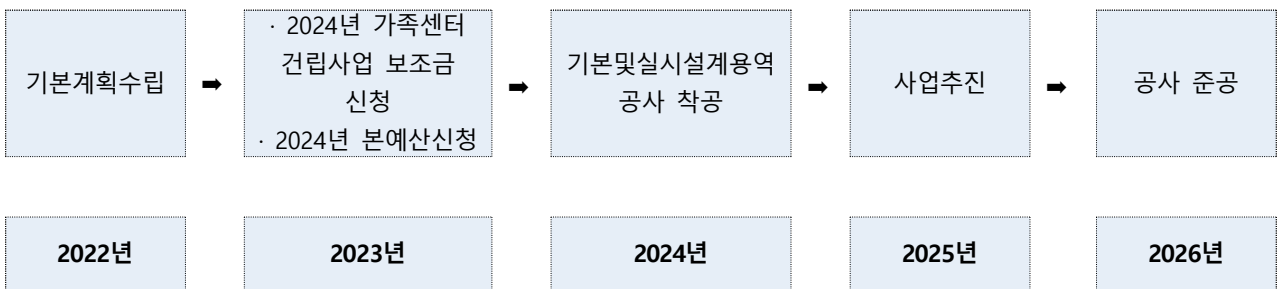 기본계획수립
➡
· 2024년 가족센터
건립사업 보조금
신청
· 2024년 본예산신청
➡
기본및실시설계용역
공사 착공
➡
사업추진
➡
공사 준공
2022년
2023년
2024년
2025년
2026년